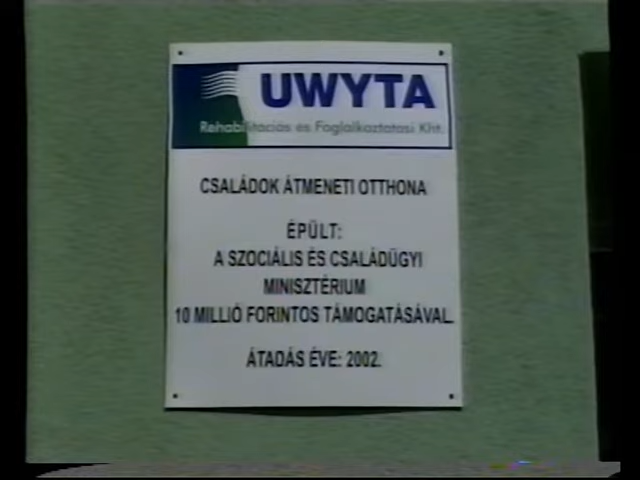 UWYTA
Rehabilitációs és Foglalkoztatási Kht.
CSALÁDOK ÁTMENETI OTTHONA
ÉPÜLT:
A SZOCIÁLIS ÉS CSALÁDÜGYI
MINISZTÉRIUM
10 MILLIÓ FORINTOS TÁMOGATÁSÁVAL.
ÁTADÁS ÉVE: 2002.